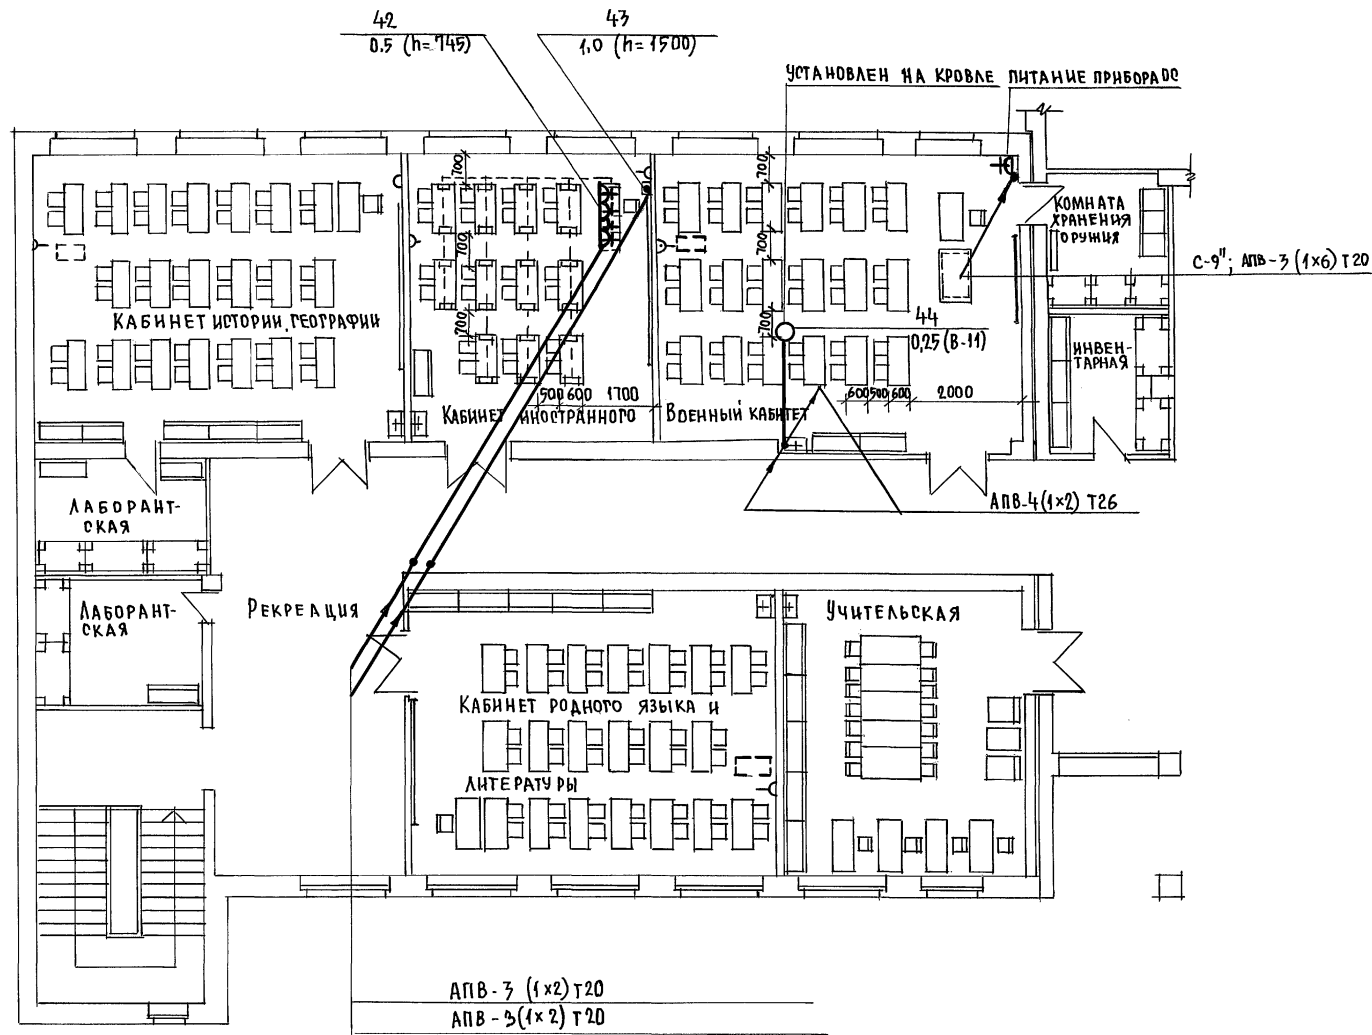 42
0.5 (h=745)
43
1,0 (h=1500)
УСТАНОВЛЕН НА КРОВЛЕ
ПИТАНИЕ ПРИБОРА ДС
700
700
700
700
700
700
КОМНАТА
ХРАНЕНИЯ
ОРУЖИЯ
С-9"; АПВ-3 (1×6) Т20
КАБИНЕТ ИСТОРИИ, ГЕОГРАФИИ
44
0,25 (В-11)
ИНВЕН-
ТАРНАЯ
500 600 1700
600 500 600 2000
КАБИНЕТ ИНОСТРАННОГО
ВОЕННЫЙ КАБИТЕТ
АПВ-4(1×2) Т26
ЛАБОРАНТ-
СКАЯ
ЛАБОРАНТ-
СКАЯ
РЕКРЕАЦИЯ
УЧИТЕЛЬСКАЯ
КАБИНЕТ РОДНОГО ЯЗЫКА И
ЛИТЕРАТУРЫ
АПВ-3 (1×2) Т20
АПВ-3(1×2) Т20